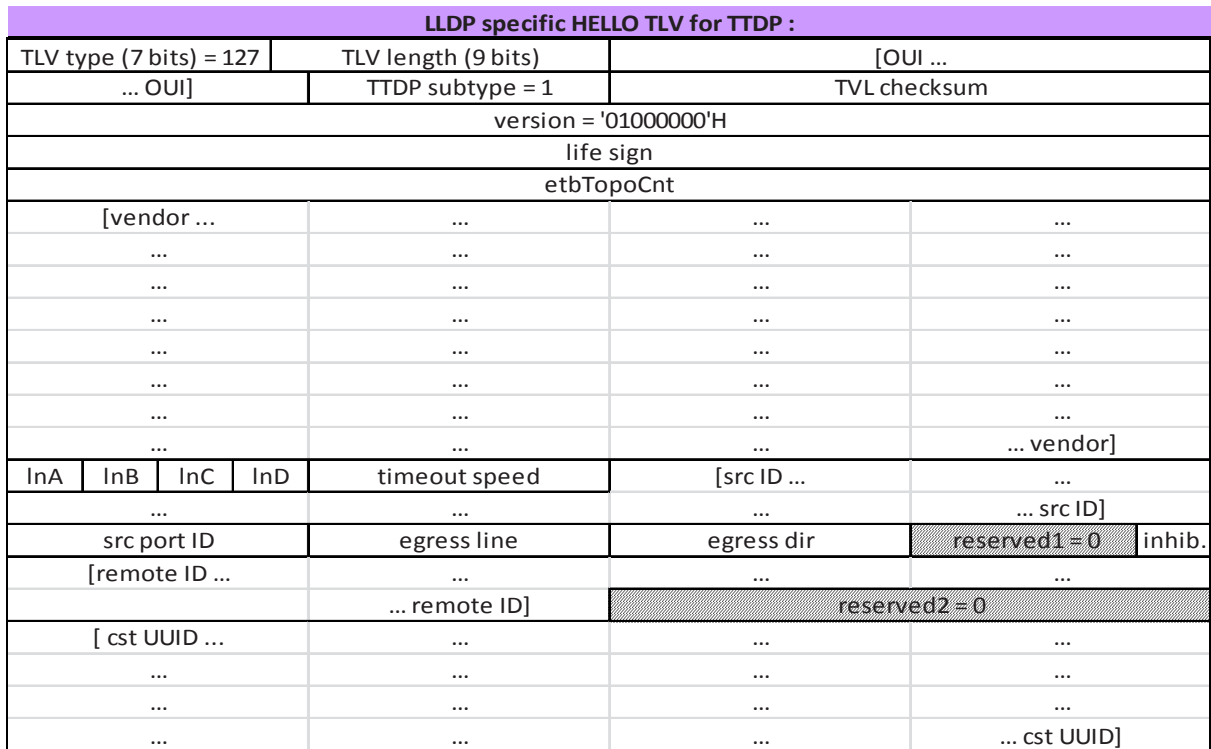 LLDP specific HELLO TLV for TTDP :
TLV type (7 bits) = 127 TLV length (9 bits) [OUI ...
... OUI] TTDP subtype = 1 TVL checksum
version = '01000000'H
life sign
etbTopoCnt
[vendor ... ... ... ...
... ... ... ...
... ... ... ...
... ... ... ...
... ... ... ...
... ... ... ...
... ... ... ...
... ... ... ... vendor]
lnA lnB lnC lnD timeout speed [src ID ... ...
... ... ... ... src ID]
src port ID egress line egress dir reserved1 = 0 inhib.
[remote ID ... ... ... ...
... remote ID] reserved2 = 0
[ cst UUID ... ... ... ...
... ... ... ...
... ... ... ...
... ... ... ... cst UUID]